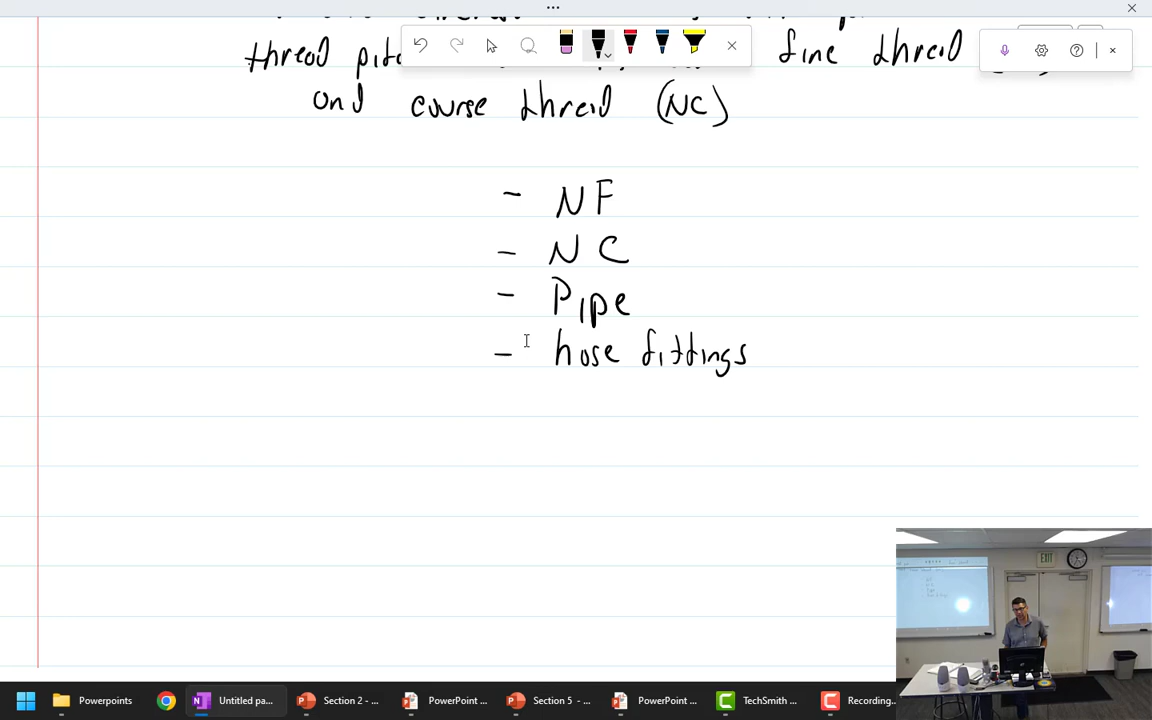 thread fine thread
and course thread (NC)
- NF
- NC
- Pipe
- hose fittings
EXIT
Powerpoints
Untitled pa...
Section 2 - ...
PowerPoint ...
Section 5 - ...
PowerPoint ...
TechSmith ...
Recording...